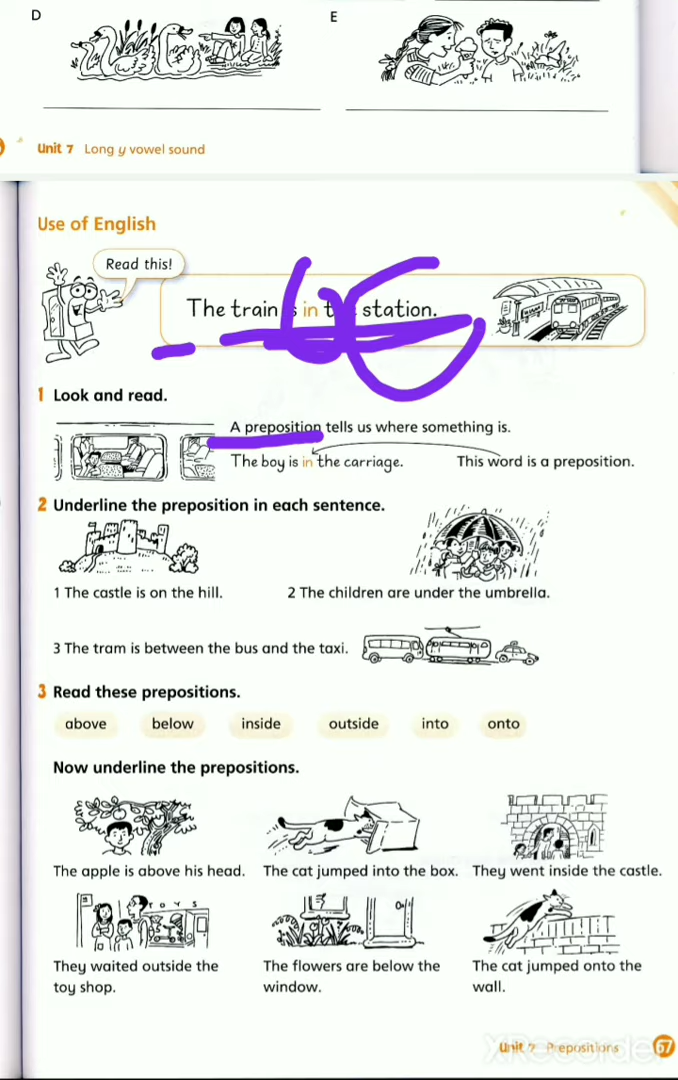 D
E
Unit 7 Long y vowel sound
Use of English
Read this!
The train is in the station.
1 Look and read.
A preposition tells us where something is.
The boy is in the carriage. This word is a preposition.
2 Underline the preposition in each sentence.
1 The castle is on the hill. 2 The children are under the umbrella.
3 The tram is between the bus and the taxi.
3 Read these prepositions.
above below inside outside into onto
Now underline the prepositions.
The apple is above his head. The cat jumped into the box. They went inside the castle.
TOYS
They waited outside the toy shop.
The flowers are below the window.
The cat jumped onto the wall.
Unit 7 Prepositions 67
XRecorder